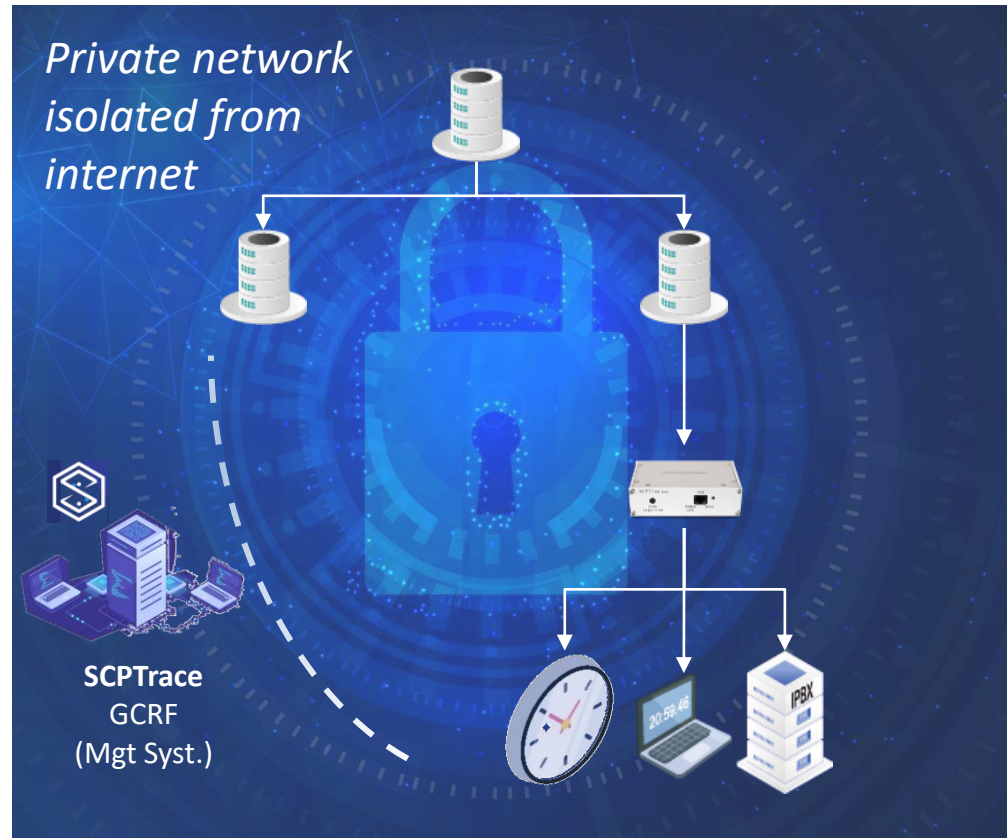 Private network
isolated from
internet
SCPTrace
GCRF
(Mgt Syst.)
20:59.46
IPBX